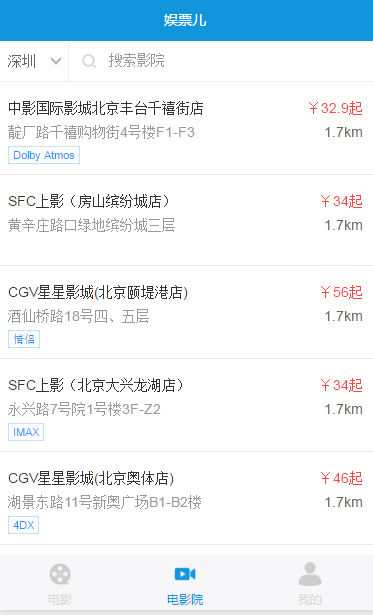 娱票儿
深圳 搜索影院
中影国际影城北京丰台千禧街店 ￥32.9起
靛厂路千禧购物街4号楼F1-F3 1.7km
Dolby Atmos
SFC上影（房山缤纷城店） ￥34起
黄辛庄路口绿地缤纷城三层 1.7km
CGV星星影城(北京颐堤港店) ￥56起
酒仙桥路18号四、五层 1.7km
情侣
SFC上影（北京大兴龙湖店） ￥34起
永兴路7号院1号楼3F-Z2 1.7km
IMAX
CGV星星影城(北京奥体店) ￥46起
湖景东路11号新奥广场B1-B2楼 1.7km
4DX
电影 电影院 我的